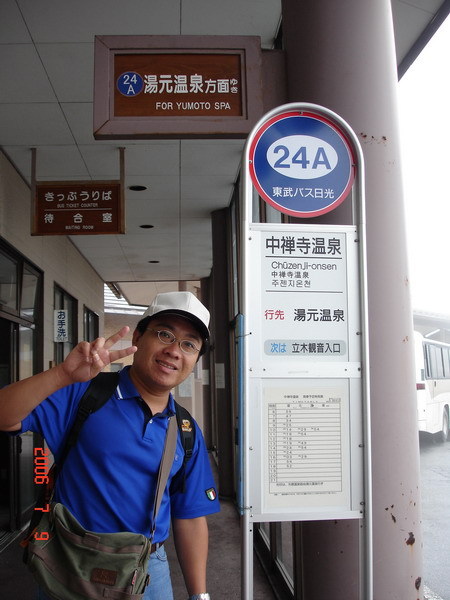 24
A
湯元温泉方面ゆき
FOR YUMOTO SPA
きっぷうりば
BUS TICKET COUNTER
待合室
WAITING ROOM
お手洗
24A
東武バス日光
中禅寺温泉
Chūzenji-onsen
中禅寺温泉
주젠지온천
行先 湯元温泉
次は 立木観音入口
2006 7 9